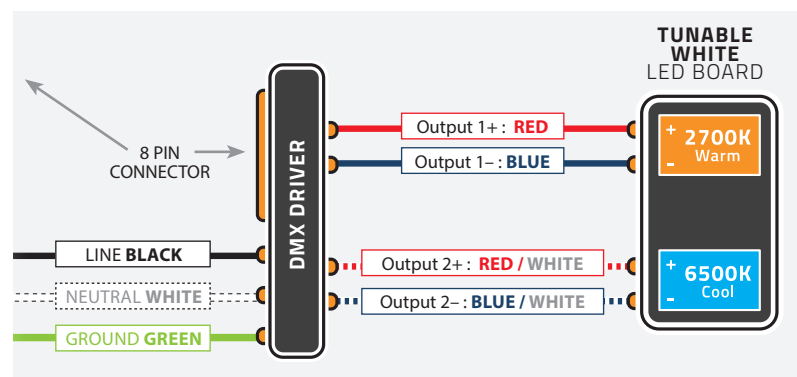 TUNABLE
WHITE
LED BOARD
8 PIN
CONNECTOR
DMX DRIVER
Output 1+ : RED
Output 1– : BLUE
+ 2700K
- Warm
LINE BLACK
NEUTRAL WHITE
GROUND GREEN
Output 2+ : RED / WHITE
Output 2– : BLUE / WHITE
+ 6500K
- Cool